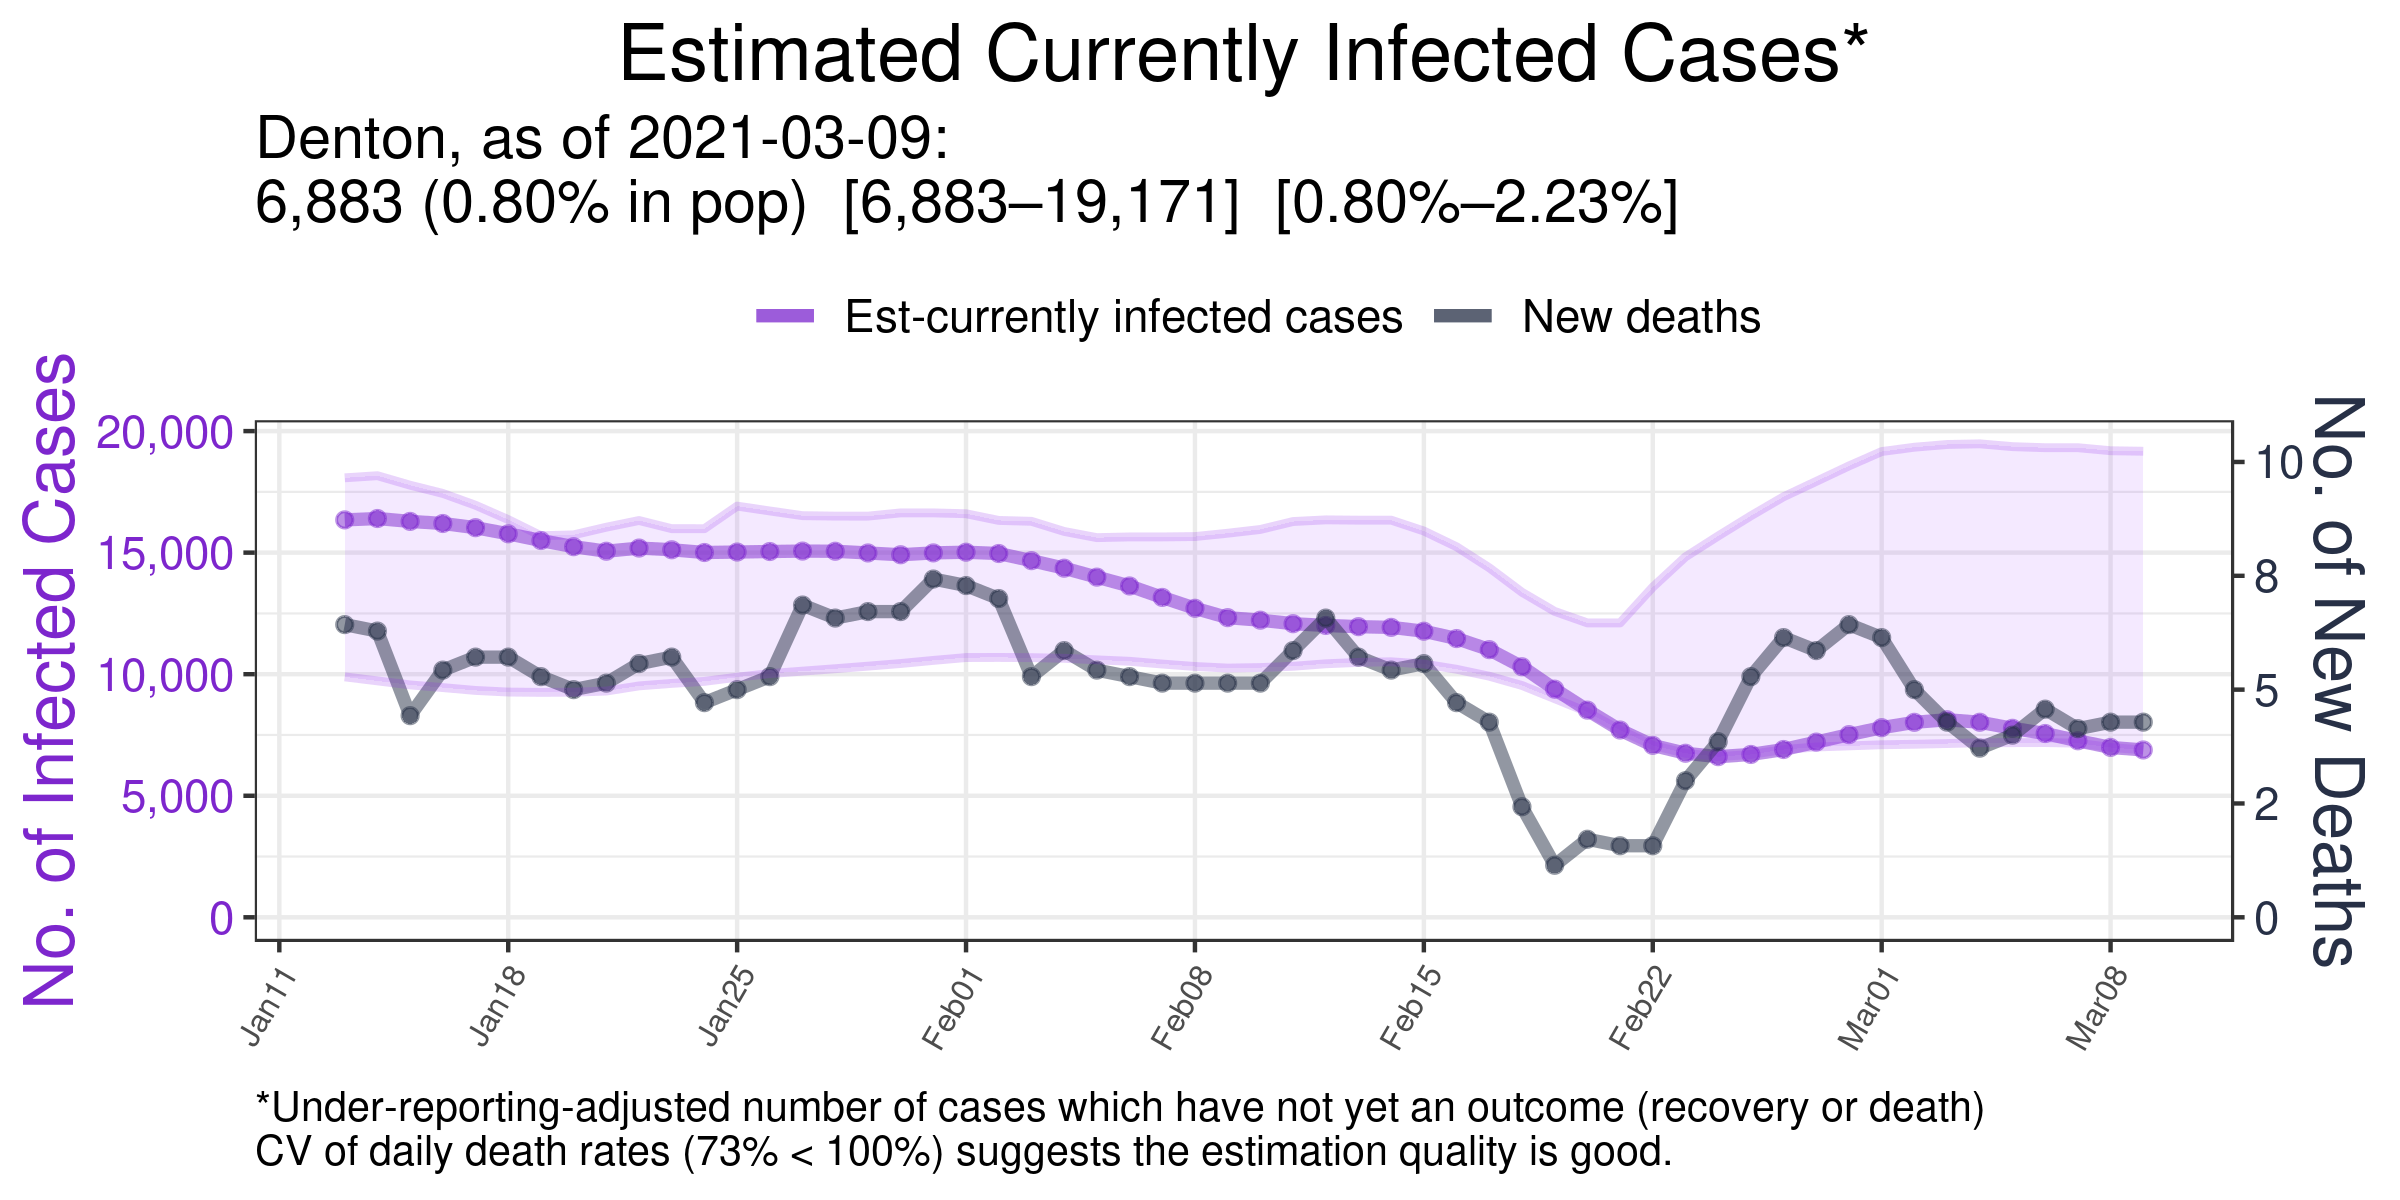 Estimated Currently Infected Cases*
Denton, as of 2021-03-09:
6,883 (0.80% in pop)  [6,883–19,171]  [0.80%–2.23%]
Est-currently infected cases
New deaths
No. of Infected Cases
20,000
15,000
10,000
5,000
0
10
8
5
2
0
No. of New Deaths
Jan11
Jan18
Jan25
Feb01
Feb08
Feb15
Feb22
Mar01
Mar08
*Under-reporting-adjusted number of cases which have not yet an outcome (recovery or death)
CV of daily death rates (73% < 100%) suggests the estimation quality is good.